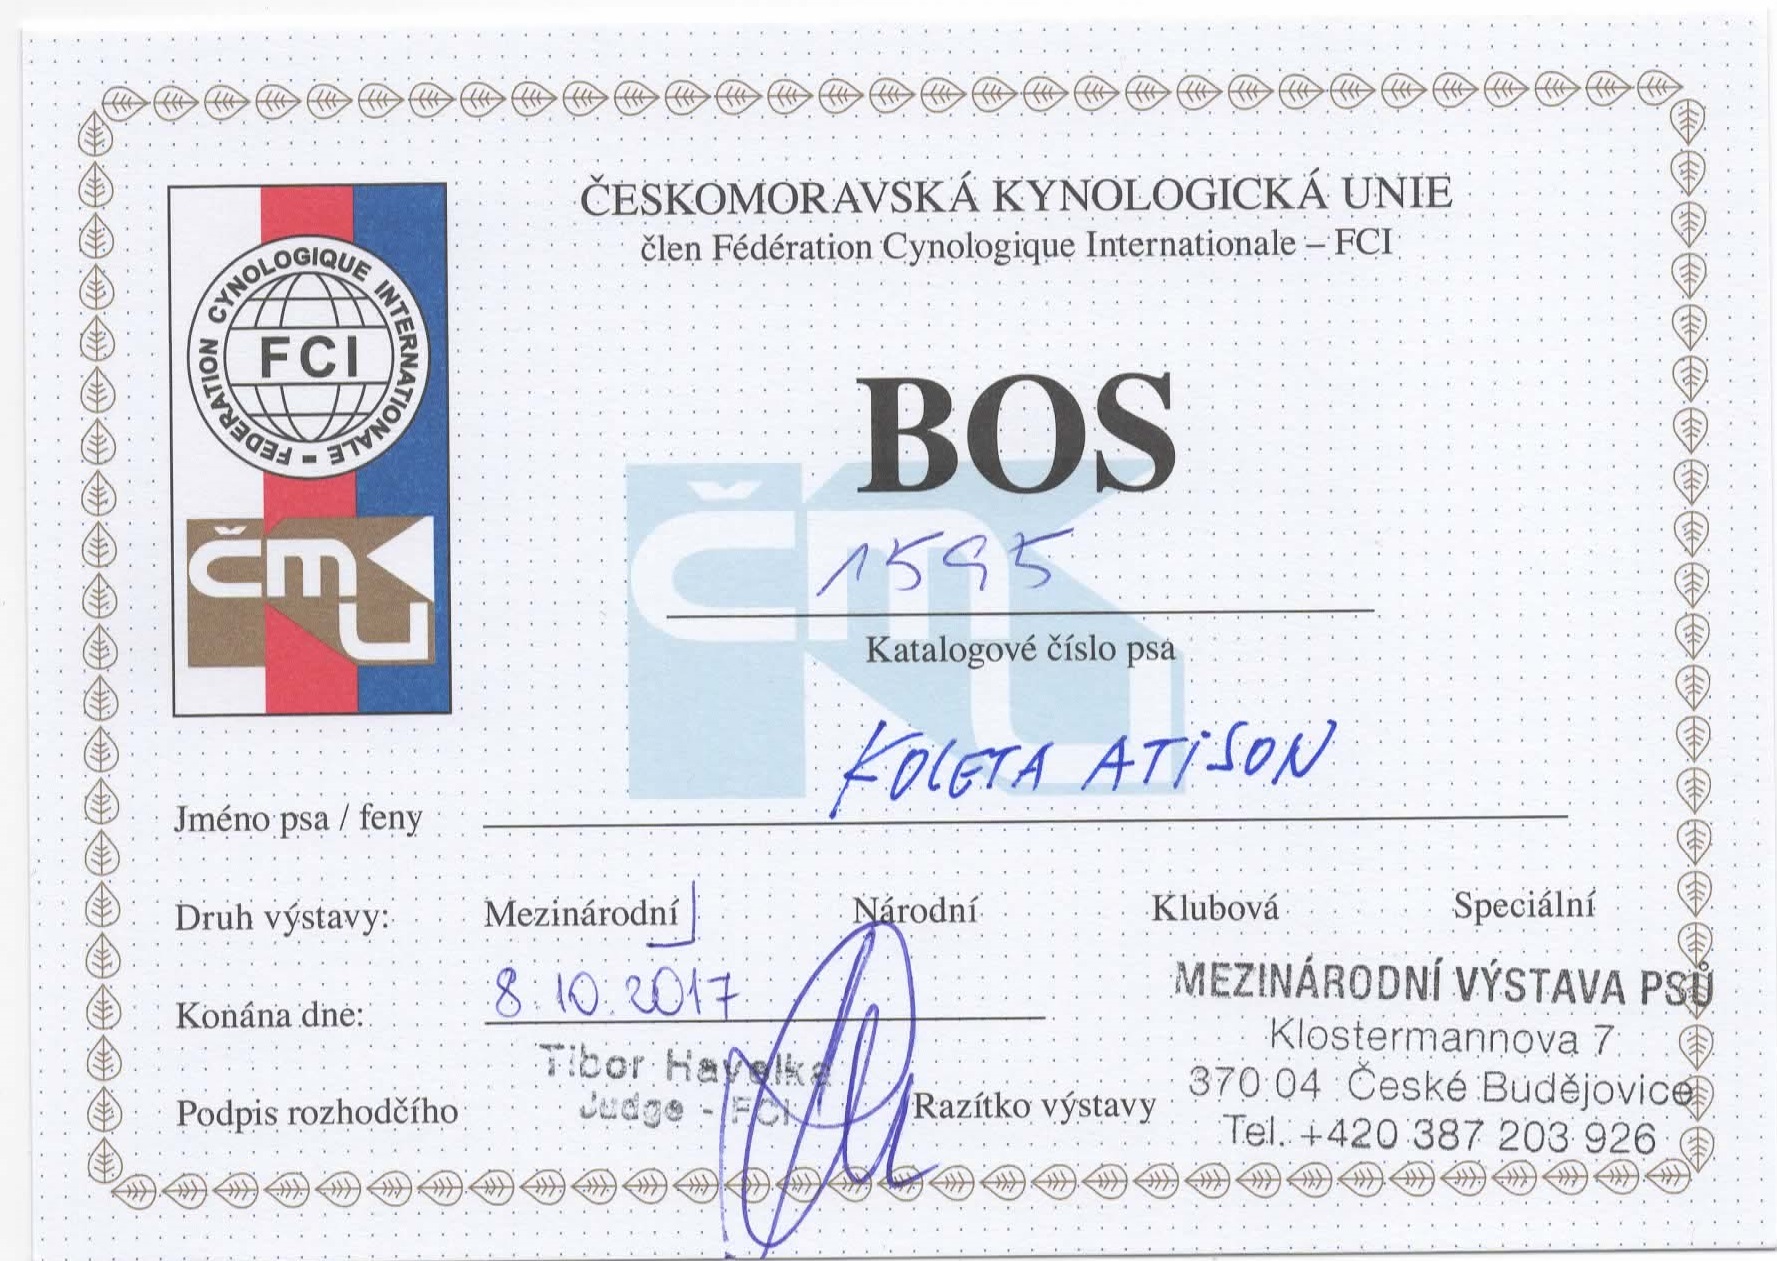 ČESKOMORAVSKÁ KYNOLOGICKÁ UNIE
člen Fédération Cynologique Internationale – FCI
FEDERATION CYNOLOGIQUE INTERNATIONALE -
FCI
ČMKU
BOS
1595
Katalogové číslo psa
KOLETA ATISON
Jméno psa / feny
Druh výstavy: Mezinárodní Národní Klubová Speciální
Konána dne: 8.10.2017
MEZINÁRODNÍ VÝSTAVA PSŮ
Klostermannova 7
370 04 České Budějovice
Tel. +420 387 203 926
Tibor Havelka
Judge - FCI
Podpis rozhodčího
Razítko výstavy